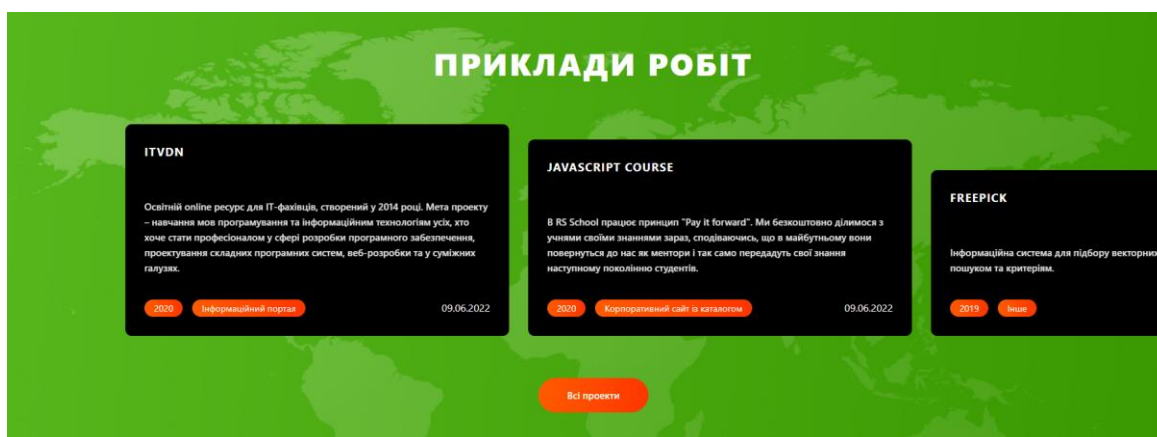 ПРИКЛАДИ РОБІТ
ITVDN
Освітній online ресурс для IT-фахівців, створений у 2014 році. Мета проекту
– навчання мов програмування та інформаційним технологіям усіх, хто
хоче стати професіоналом у сфері розробки програмного забезпечення,
проектування складних програмних систем, веб-розробки та у суміжних
галузях.
2020 Інформаційний портал 09.06.2022
JAVASCRIPT COURSE
В RS School працює принцип "Pay it forward". Ми безкоштовно ділимося з
учнями своїми знаннями зараз, сподіваючись, що в майбутньому вони
повернуться до нас як ментори і так само передадуть свої знання
наступному поколінню студентів.
2020 Корпоративний сайт із каталогом 09.06.2022
FREEPICK
Інформаційна система для підбору векторних
пошуком та критеріям.
2019 Інше
Всі проекти